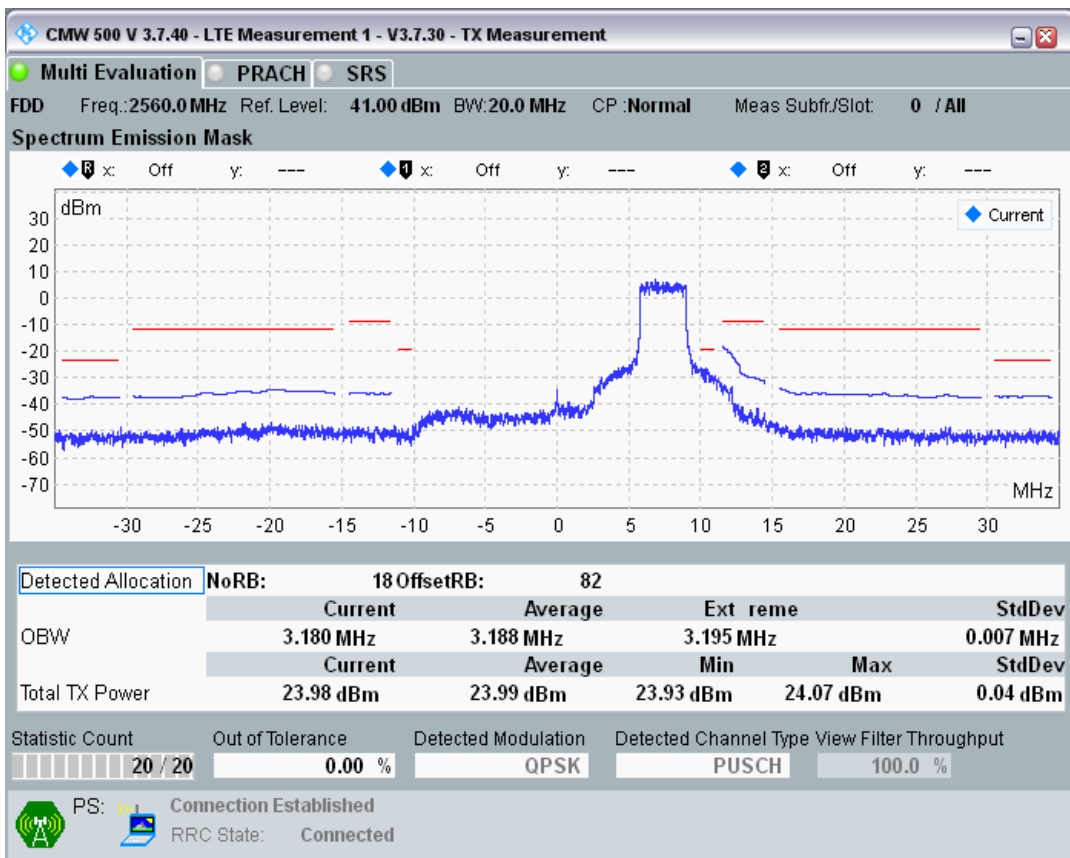 CMW 500 V 3.7.40 - LTE Measurement 1 - V3.7.30 - TX Measurement
Multi Evaluation PRACH SRS
FDD Freq.:2560.0 MHz Ref. Level: 41.00 dBm BW:20.0 MHz CP :Normal Meas Subfr./Slot: 0 / All
Spectrum Emission Mask
R x: Off y: --- 1 x: Off y: --- 2 x: Off y: ---
dBm
Current
30
20
10
0
-10
-20
-30
-40
-50
-60
-70
MHz
-30 -25 -20 -15 -10 -5 0 5 10 15 20 25 30
Detected Allocation NoRB: 18 OffsetRB: 82
Current Average Ext reme StdDev
OBW 3.180 MHz 3.188 MHz 3.195 MHz 0.007 MHz
Current Average Min Max StdDev
Total TX Power 23.98 dBm 23.99 dBm 23.93 dBm 24.07 dBm 0.04 dBm
Statistic Count Out of Tolerance Detected Modulation Detected Channel Type View Filter Throughput
20 / 20 0.00 % QPSK PUSCH 100.0 %
PS: Connection Established
RRC State: Connected